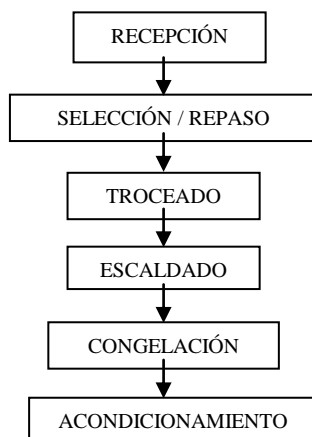 RECEPCIÓN
SELECCIÓN / REPASO
TROCEADO
ESCALDADO
CONGELACIÓN
ACONDICIONAMIENTO